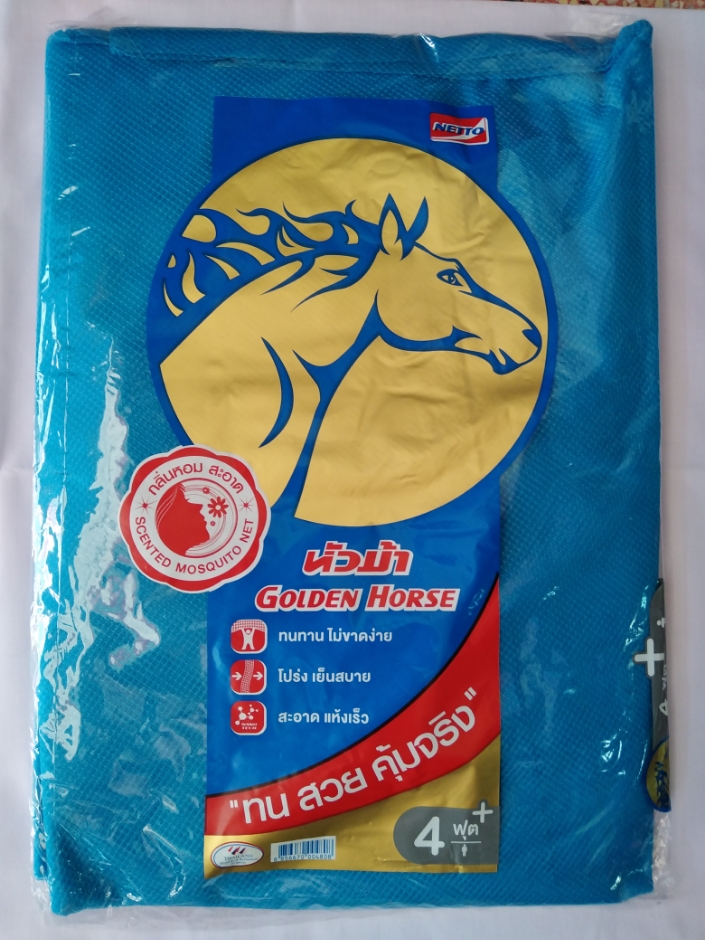 NETTO
กลิ่นหอม สะอาด
SCENTED MOSQUITO NET
หัวม้า
GOLDEN HORSE
ทนทาน ไม่ขาดง่าย
โปร่ง เย็นสบาย
สะอาด แห้งเร็ว
"ทน สวย คุ้มจริง"
4 ฟุต+